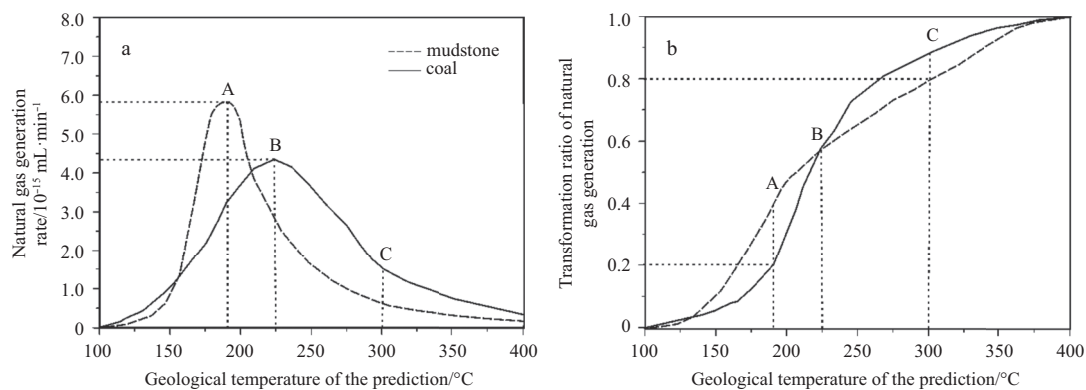 a
Natural gas generation
rate/10⁻¹⁵ mL·min⁻¹
8.0
7.0
6.0
5.0
4.0
3.0
2.0
1.0
0
mudstone
coal
A
B
C
100 150 200 250 300 350 400
Geological temperature of the prediction/°C
b
Transformation ratio of natural
gas generation
1.0
0.8
0.6
0.4
0.2
0
A
B
C
100 150 200 250 300 350 400
Geological temperature of the prediction/°C